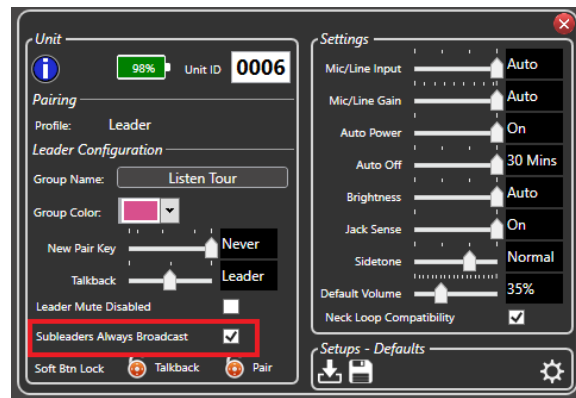 Unit
98% Unit ID 0006
Pairing
Profile: Leader
Leader Configuration
Group Name: Listen Tour
Group Color:
New Pair Key Never
Talkback Leader
Leader Mute Disabled
Subleaders Always Broadcast
Soft Btn Lock Talkback Pair
Settings
Mic/Line Input Auto
Mic/Line Gain Auto
Auto Power On
Auto Off 30 Mins
Brightness Auto
Jack Sense On
Sidetone Normal
Default Volume 35%
Neck Loop Compatibility
Setups - Defaults